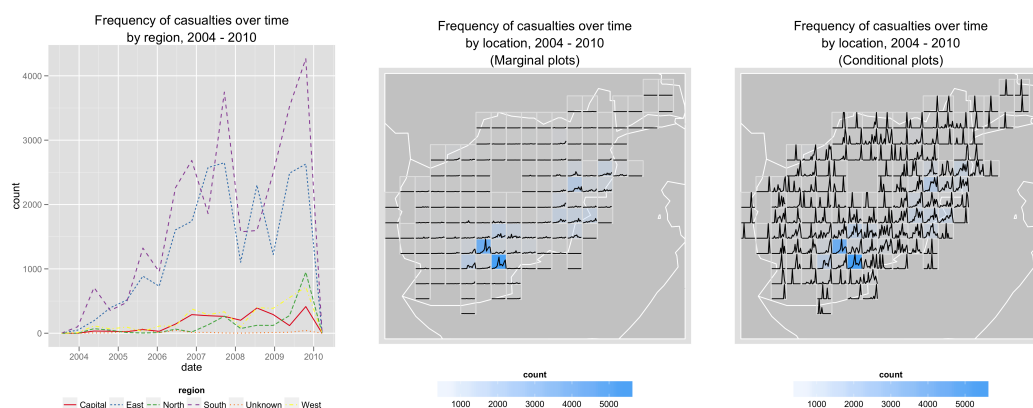 Frequency of casualties over time
by region, 2004 - 2010
4000
3000
2000
1000
0
count
2004 2005 2006 2007 2008 2009 2010
date
region
Capital East North South Unknown West
Frequency of casualties over time
by location, 2004 - 2010
(Marginal plots)
count
1000 2000 3000 4000 5000
Frequency of casualties over time
by location, 2004 - 2010
(Conditional plots)
count
1000 2000 3000 4000 5000